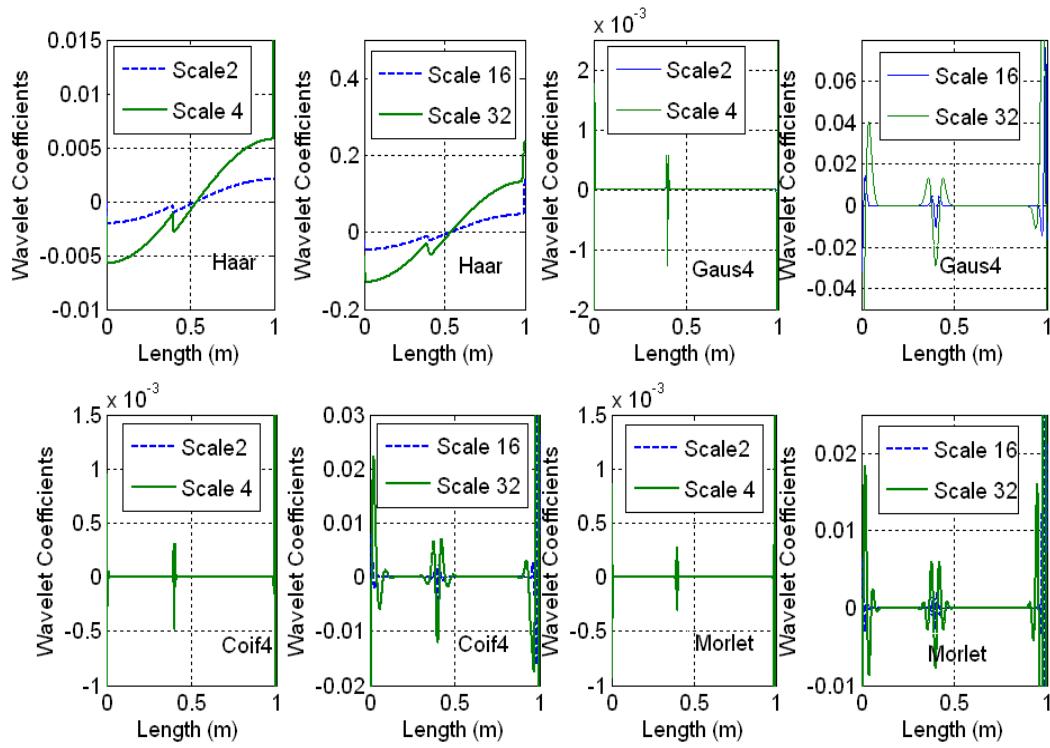 Wavelet Coefficients
0.015
0.01
0.005
0
-0.005
-0.01
Scale2
Scale 4
Haar
0
0.5
1
Length (m)
Wavelet Coefficients
0.4
0.2
0
-0.2
Scale 16
Scale 32
Haar
0
0.5
1
Length (m)
x 10-3
Wavelet Coefficients
2
1
0
-1
-2
Scale2
Scale 4
Gaus4
0
0.5
1
Length (m)
Wavelet Coefficients
0.06
0.04
0.02
0
-0.02
-0.04
Scale 16
Scale 32
Gaus4
0
0.5
1
Length (m)
x 10-3
Wavelet Coefficients
1.5
1
0.5
0
-0.5
-1
Scale2
Scale 4
Coif4
0
0.5
1
Length (m)
Wavelet Coefficients
0.03
0.02
0.01
0
-0.01
-0.02
Scale 16
Scale 32
Coif4
0
0.5
1
Length (m)
x 10-3
Wavelet Coefficients
1.5
1
0.5
0
-0.5
-1
Scale2
Scale 4
Morlet
0
0.5
1
Length (m)
Wavelet Coefficients
0.02
0.01
0
-0.01
Scale 16
Scale 32
Morlet
0
0.5
1
Length (m)